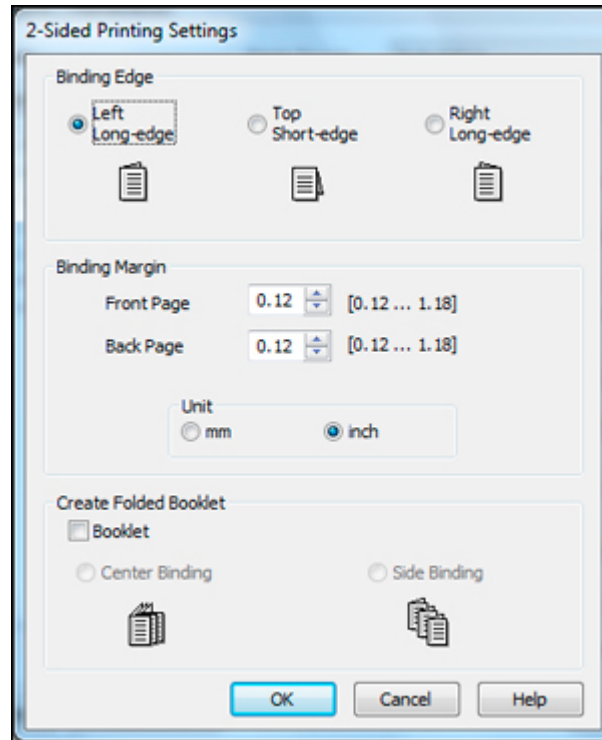 2-Sided Printing Settings
Binding Edge
Left Top Right
Long-edge Short-edge Long-edge
Binding Margin
Front Page 0.12 [0.12 ... 1.18]
Back Page 0.12 [0.12 ... 1.18]
Unit
mm inch
Create Folded Booklet
Booklet
Center Binding Side Binding
OK Cancel Help